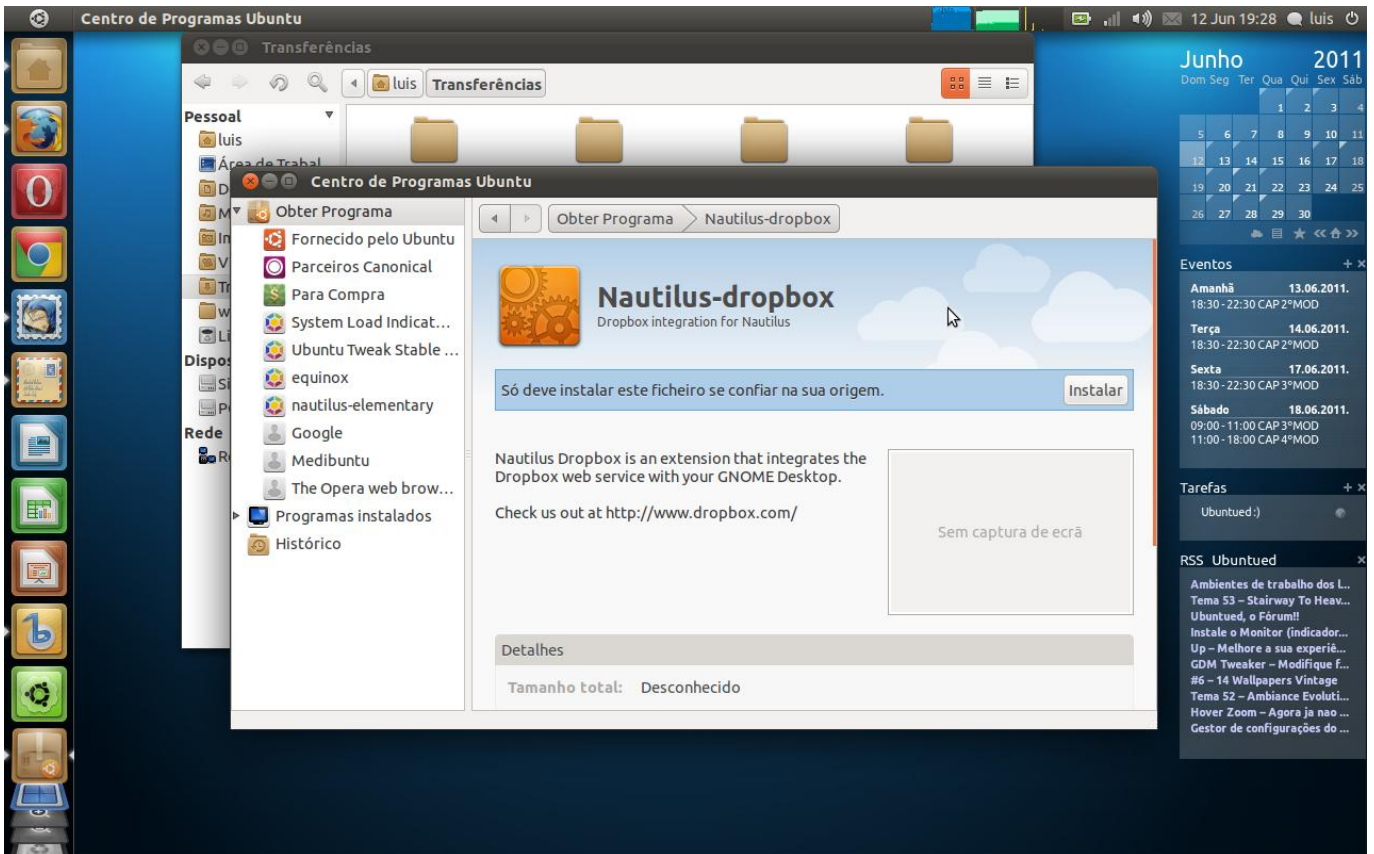 Centro de Programas Ubuntu
12 Jun 19:28 luis
Transferências
luis Transferências
Pessoal
luis
Área de Trabal
D
M
Im
V
Tr
w
Li
Dispos
Si
P
Rede
R
Centro de Programas Ubuntu
Obter Programa
Fornecido pelo Ubuntu
Parceiros Canonical
Para Compra
System Load Indicat...
Ubuntu Tweak Stable ...
equinox
nautilus-elementary
Google
Medibuntu
The Opera web brow...
Programas instalados
Histórico
Obter Programa Nautilus-dropbox
Nautilus-dropbox
Dropbox integration for Nautilus
Só deve instalar este ficheiro se confiar na sua origem. Instalar
Nautilus Dropbox is an extension that integrates the
Dropbox web service with your GNOME Desktop.
Check us out at http://www.dropbox.com/
Sem captura de ecrã
Detalhes
Tamanho total: Desconhecido
Junho 2011
Dom Seg Ter Qua Qui Sex Sáb
1 2 3 4
5 6 7 8 9 10 11
12 13 14 15 16 17 18
19 20 21 22 23 24 25
26 27 28 29 30
Eventos
Amanhã 13.06.2011.
18:30 - 22:30 CAP 2ºMOD
Terça 14.06.2011.
18:30 - 22:30 CAP 2ºMOD
Sexta 17.06.2011.
18:30 - 22:30 CAP 3ºMOD
Sábado 18.06.2011.
09:00 - 11:00 CAP 3ºMOD
11:00 - 18:00 CAP 4ºMOD
Tarefas
Ubuntued :)
RSS Ubuntued
Ambientes de trabalho dos l...
Tema 53 – Stairway To Heav...
Ubuntued, o Fórum!!
Instale o Monitor (indicador...
Up – Melhore a sua experiê...
GDM Tweaker – Modifique f...
#6 – 14 Wallpapers Vintage
Tema 52 – Ambiance Evoluti...
Hover Zoom – Agora ja nao ...
Gestor de configurações do ...